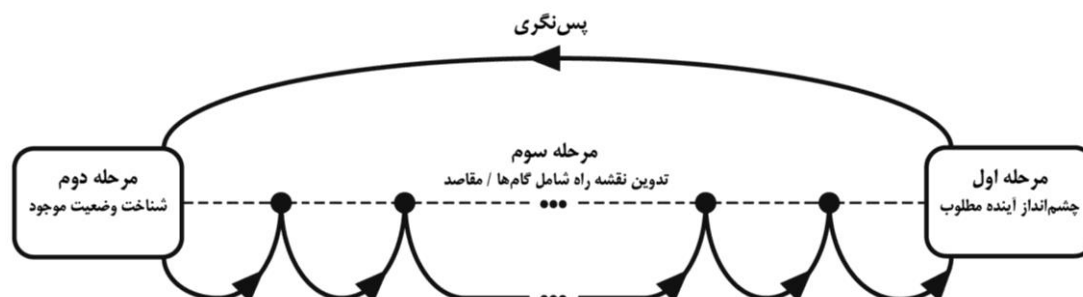 پس‌نگری
مرحله اول
چشم‌انداز آینده مطلوب
مرحله سوم
تدوین نقشه راه شامل گام‌ها / مقاصد
مرحله دوم
شناخت وضعیت موجود